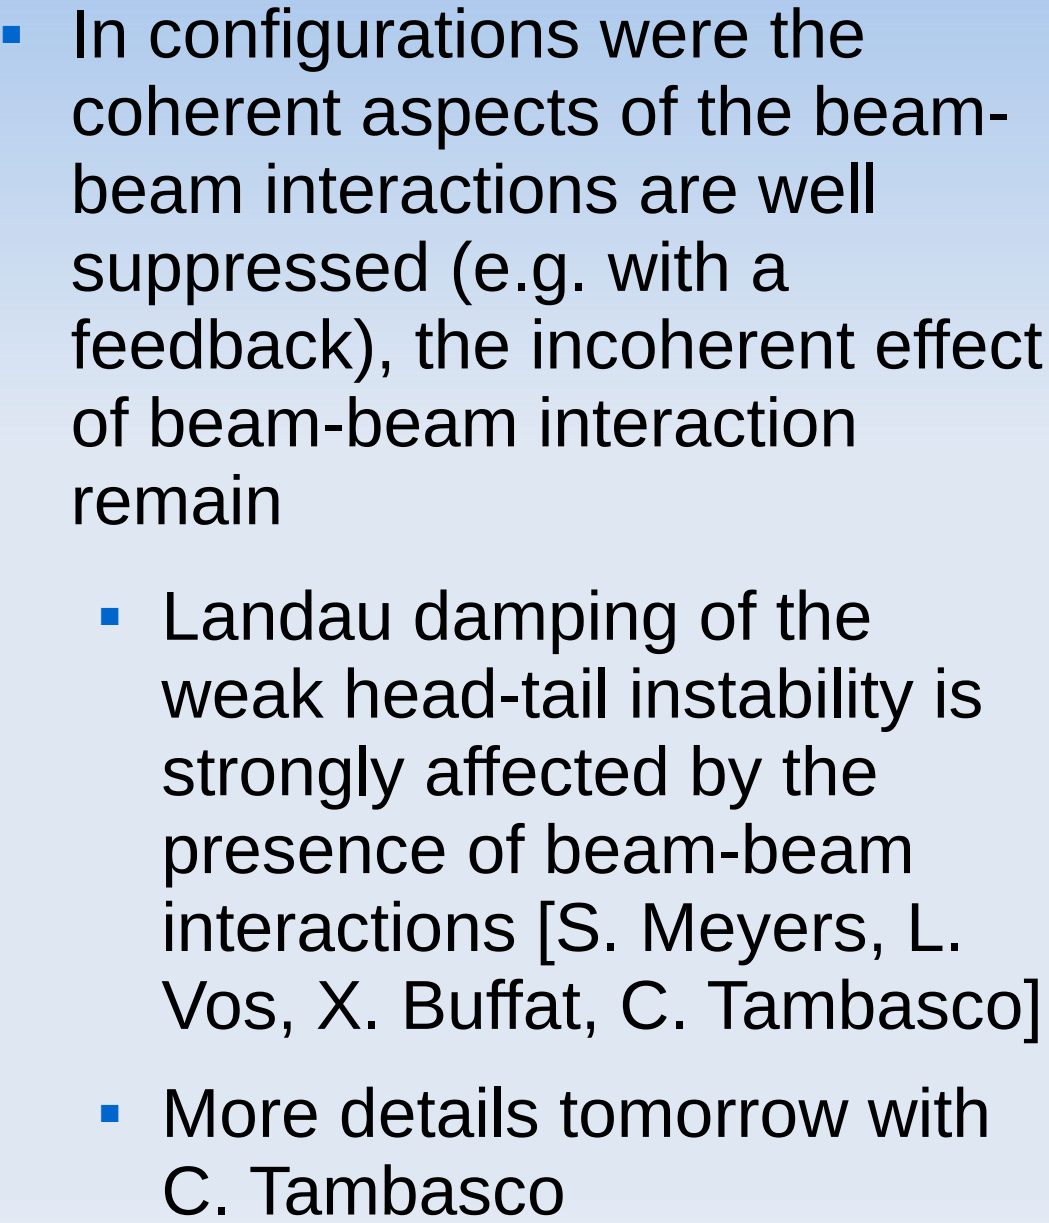 ▪ In configurations were the
coherent aspects of the beam-
beam interactions are well
suppressed (e.g. with a
feedback), the incoherent effect
of beam-beam interaction
remain
▪ Landau damping of the
weak head-tail instability is
strongly affected by the
presence of beam-beam
interactions [S. Meyers, L.
Vos, X. Buffat, C. Tambasco]
▪ More details tomorrow with
C. Tambasco